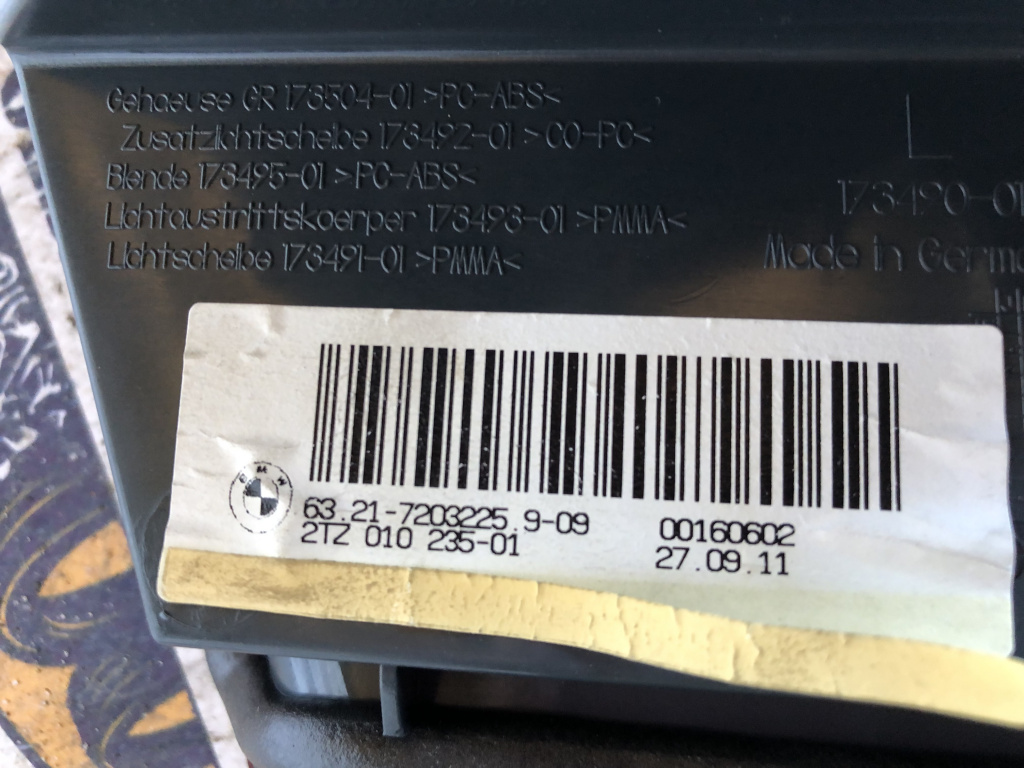 Gehaeuse GR 173504-01 >PC-ABS<
Zusatzlichtscheibe 173492-01 >CO-PC<
Blende 173495-01 >PC-ABS<
Lichtaustrittskoerper 173493-01 >PMMA<
Lichtscheibe 173491-01 >PMMA<
L
173490-01
Made in Germa
BMW
63.21-7203225.9-09
2TZ 010 235-01
00160602
27.09.11